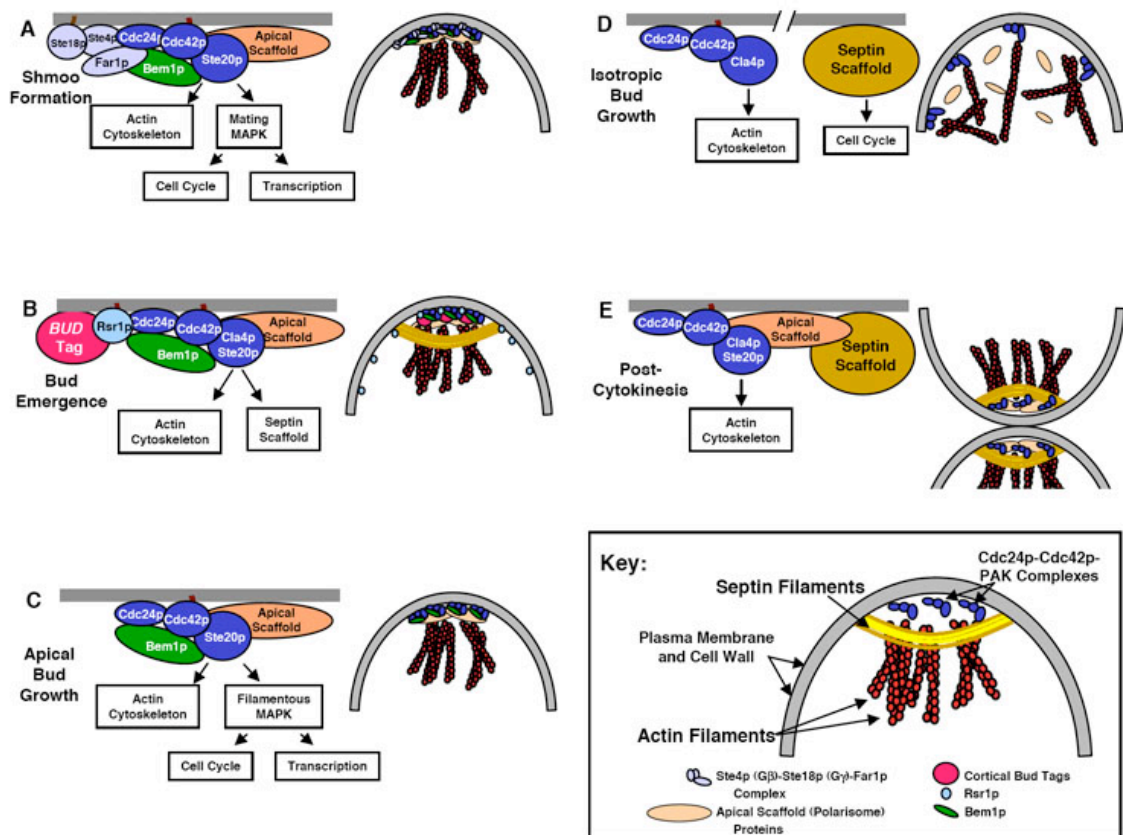 A
Ste18p
Ste4p
Cdc24p
Cdc42p
Apical
Scaffold
Far1p
Bem1p
Ste20p
Shmoo
Formation
Actin
Cytoskeleton
Mating
MAPK
Cell Cycle
Transcription
B
BUD
Tag
Rsr1p
Cdc24p
Cdc42p
Apical
Scaffold
Bem1p
Cla4p
Ste20p
Bud
Emergence
Actin
Cytoskeleton
Septin
Scaffold
C
Cdc24p
Cdc42p
Apical
Scaffold
Bem1p
Ste20p
Apical
Bud
Growth
Actin
Cytoskeleton
Filamentous
MAPK
Cell Cycle
Transcription
D
Cdc24p
Cdc42p
Cla4p
Septin
Scaffold
Isotropic
Bud
Growth
Actin
Cytoskeleton
Cell Cycle
E
Cdc24p
Cdc42p
Apical
Scaffold
Cla4p
Ste20p
Septin
Scaffold
Post-
Cytokinesis
Actin
Cytoskeleton
Key:
Cdc24p-Cdc42p-
PAK Complexes
Septin Filaments
Plasma Membrane
and Cell Wall
Actin Filaments
Ste4p (Gβ)-Ste18p (Gγ)-Far1p
Complex
Apical Scaffold (Polarisome)
Proteins
Cortical Bud Tags
Rsr1p
Bem1p